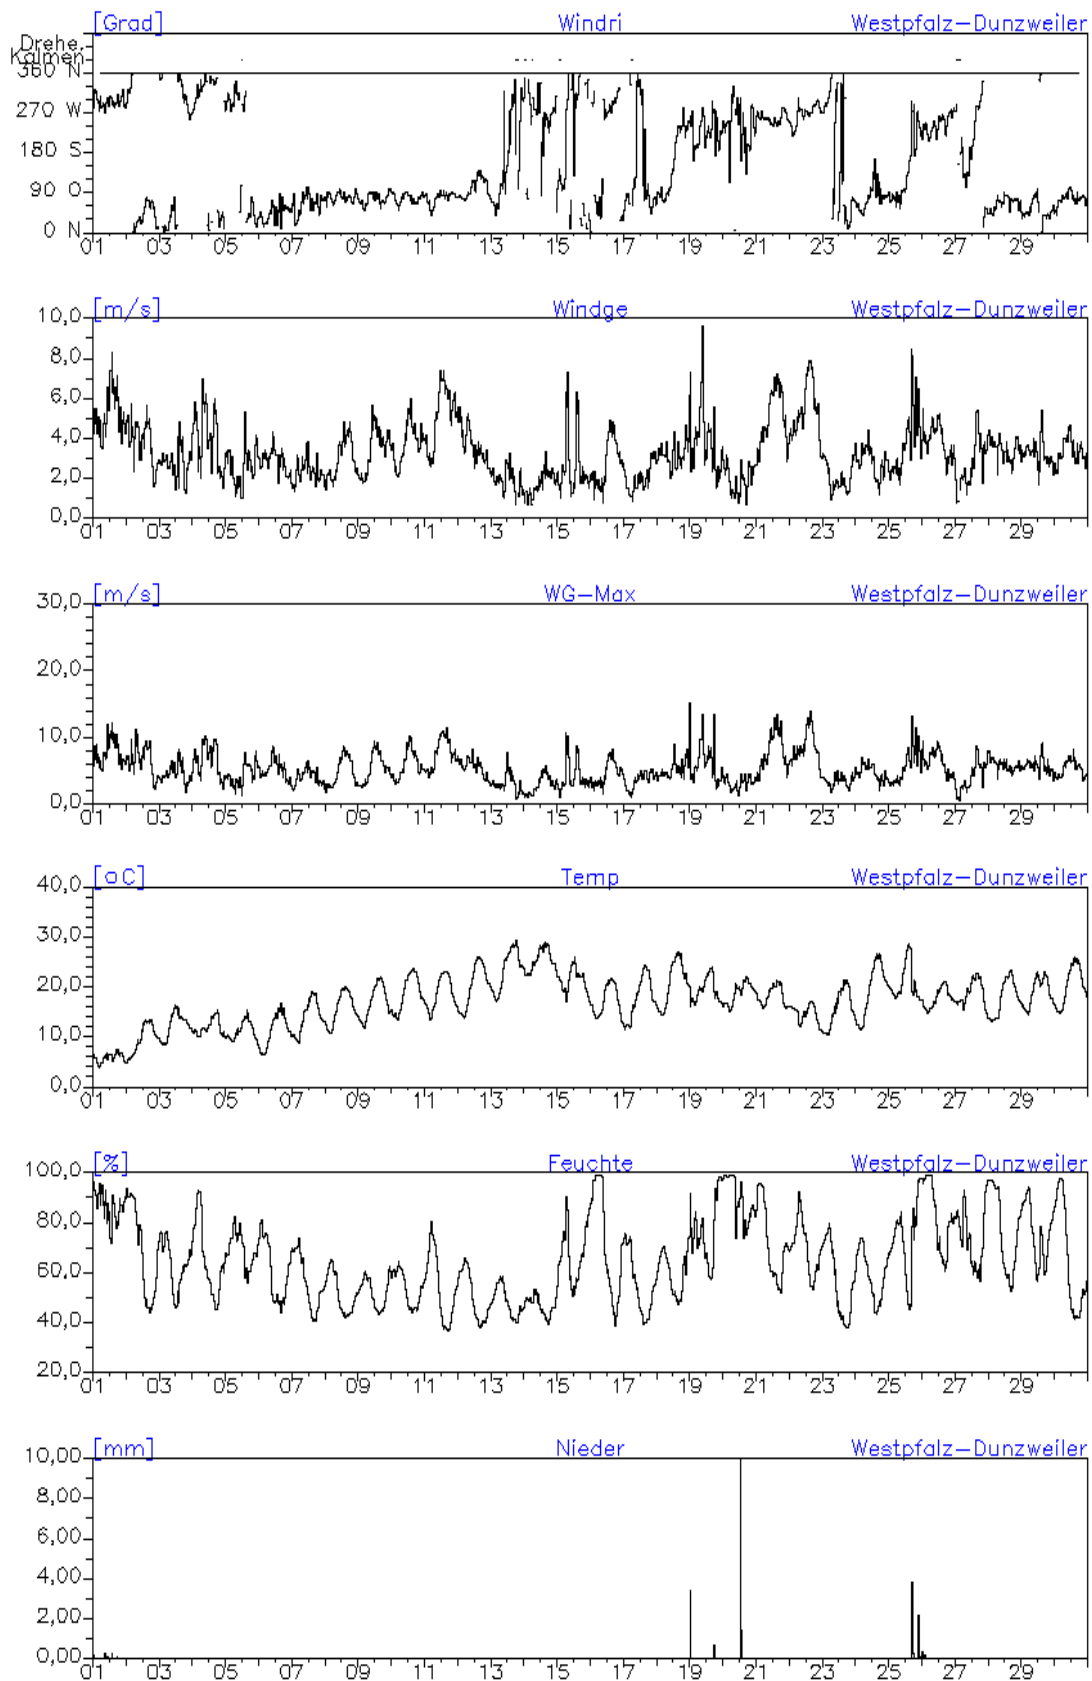 [Grad] Windri Westpfalz-Dunzweiler
Drehe.
Kalmen
360 N
270 W
180 S
90 O
0 N
01 03 05 07 09 11 13 15 17 19 21 23 25 27 29
[m/s] Windge Westpfalz-Dunzweiler
10,0
8,0
6,0
4,0
2,0
0,0
01 03 05 07 09 11 13 15 17 19 21 23 25 27 29
[m/s] WG-Max Westpfalz-Dunzweiler
30,0
20,0
10,0
0,0
01 03 05 07 09 11 13 15 17 19 21 23 25 27 29
[oC] Temp Westpfalz-Dunzweiler
40,0
30,0
20,0
10,0
0,0
01 03 05 07 09 11 13 15 17 19 21 23 25 27 29
[%] Feuchte Westpfalz-Dunzweiler
100,0
80,0
60,0
40,0
20,0
01 03 05 07 09 11 13 15 17 19 21 23 25 27 29
[mm] Nieder Westpfalz-Dunzweiler
10,00
8,00
6,00
4,00
2,00
0,00
01 03 05 07 09 11 13 15 17 19 21 23 25 27 29